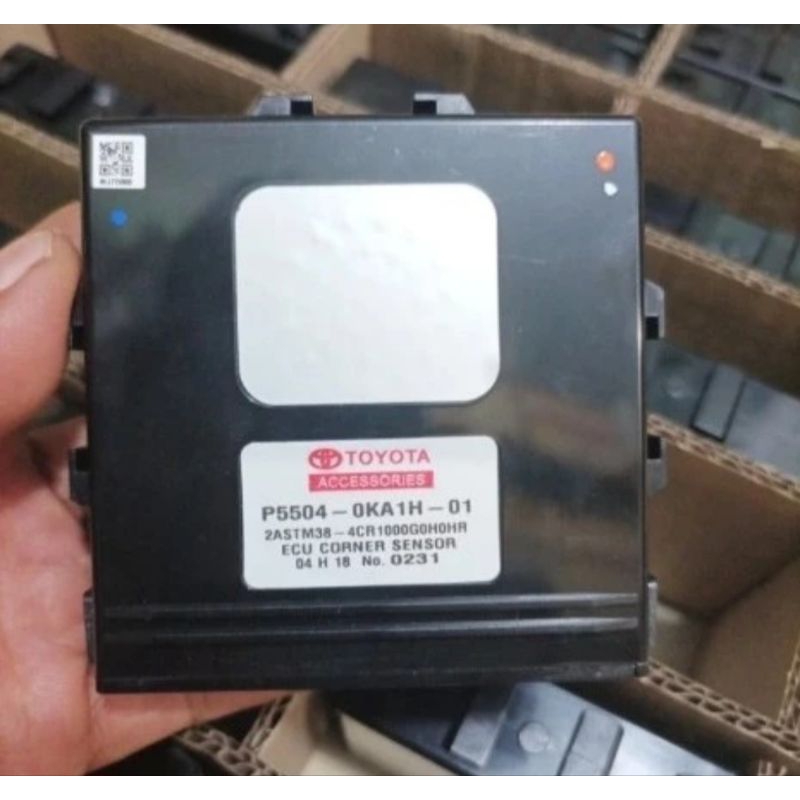 TOYOTA
ACCESSORIES
P5504-0KA1H-01
2ASTM38-4CR1000G0H0HR
ECU CORNER SENSOR
04 H 18 No. 0231